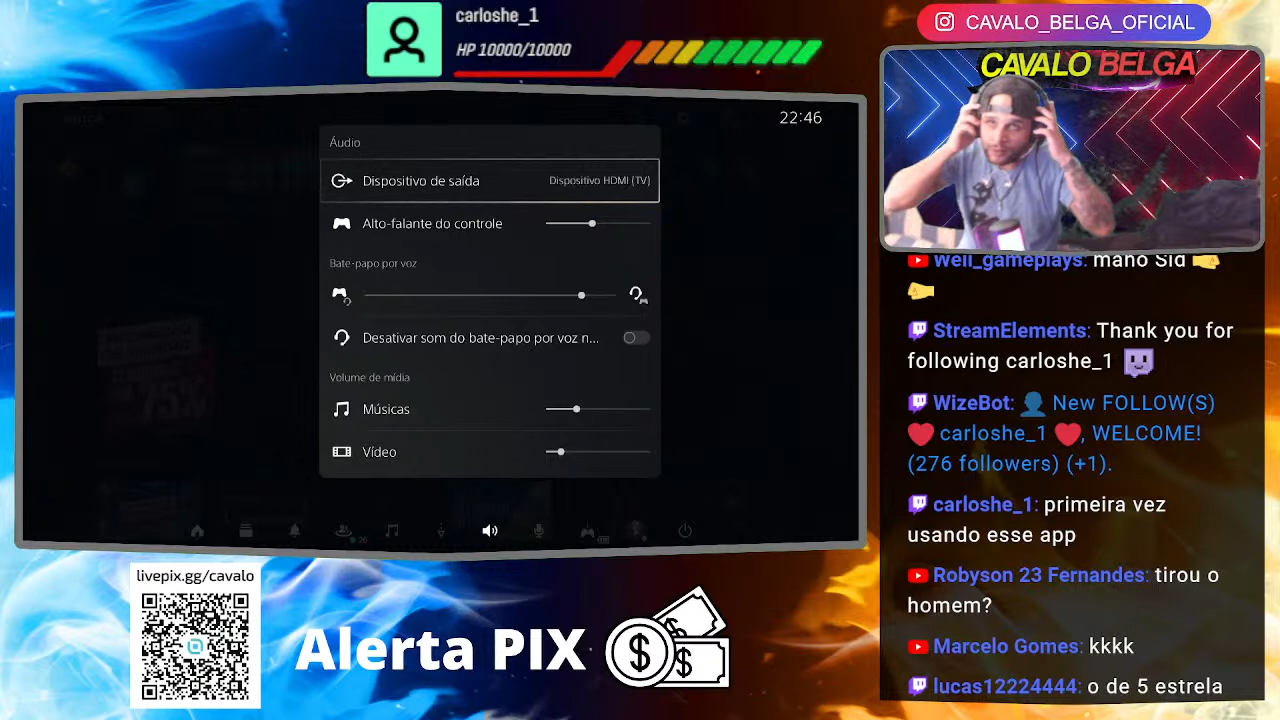 carloshe_1
HP 10000/10000
CAVALO_BELGA_OFICIAL
CAVALO BELGA
22:46
Áudio
Dispositivo de saída
Dispositivo HDMI (TV)
Alto-falante do controle
Bate-papo por voz
Desativar som do bate-papo por voz n...
Volume de mídia
Músicas
Vídeo
75%
26
livepix.gg/cavalo
Alerta PIX
Well_gameplays: mano Sid
StreamElements: Thank you for
following carloshe_1
WizeBot: New FOLLOW(S)
carloshe_1 , WELCOME!
(276 followers) (+1).
carloshe_1: primeira vez
usando esse app
Robyson 23 Fernandes: tirou o
homem?
Marcelo Gomes: kkkk
lucas12224444: o de 5 estrela